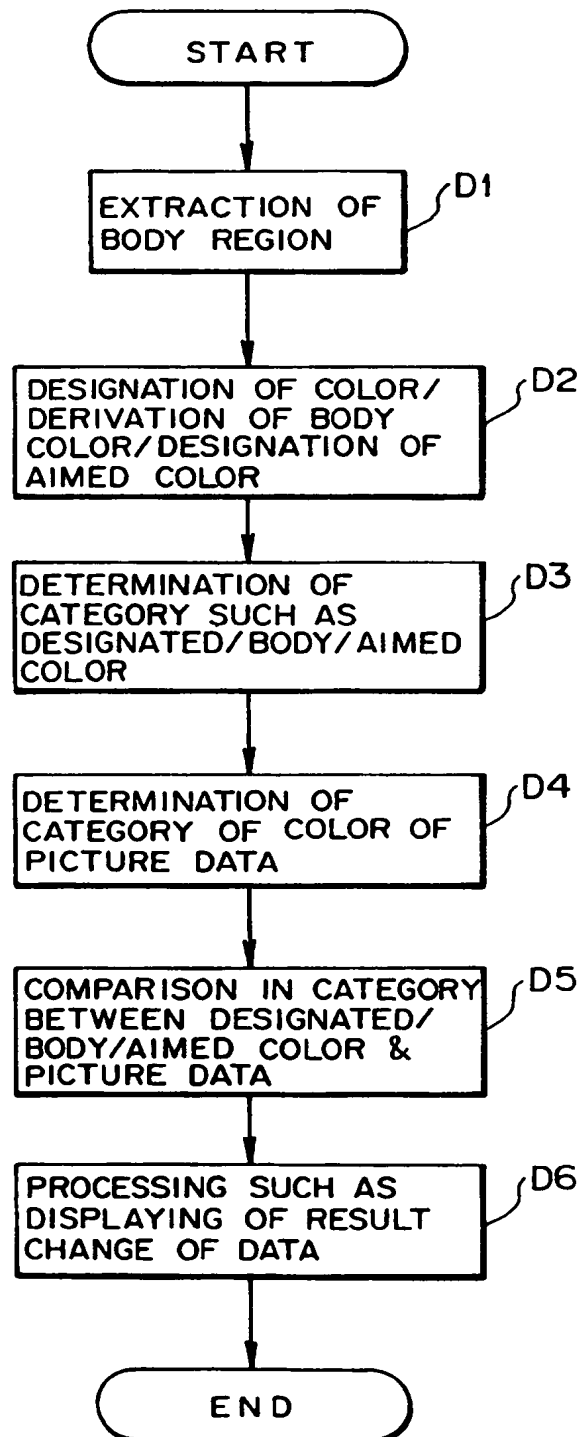 START
EXTRACTION OF
BODY REGION
D1
DESIGNATION OF COLOR/
DERIVATION OF BODY
COLOR/DESIGNATION OF
AIMED COLOR
D2
DETERMINATION OF
CATEGORY SUCH AS
DESIGNATED/BODY/AIMED
COLOR
D3
DETERMINATION OF
CATEGORY OF COLOR OF
PICTURE DATA
D4
COMPARISON IN CATEGORY
BETWEEN DESIGNATED/
BODY/AIMED COLOR &
PICTURE DATA
D5
PROCESSING SUCH AS
DISPLAYING OF RESULT
CHANGE OF DATA
D6
END